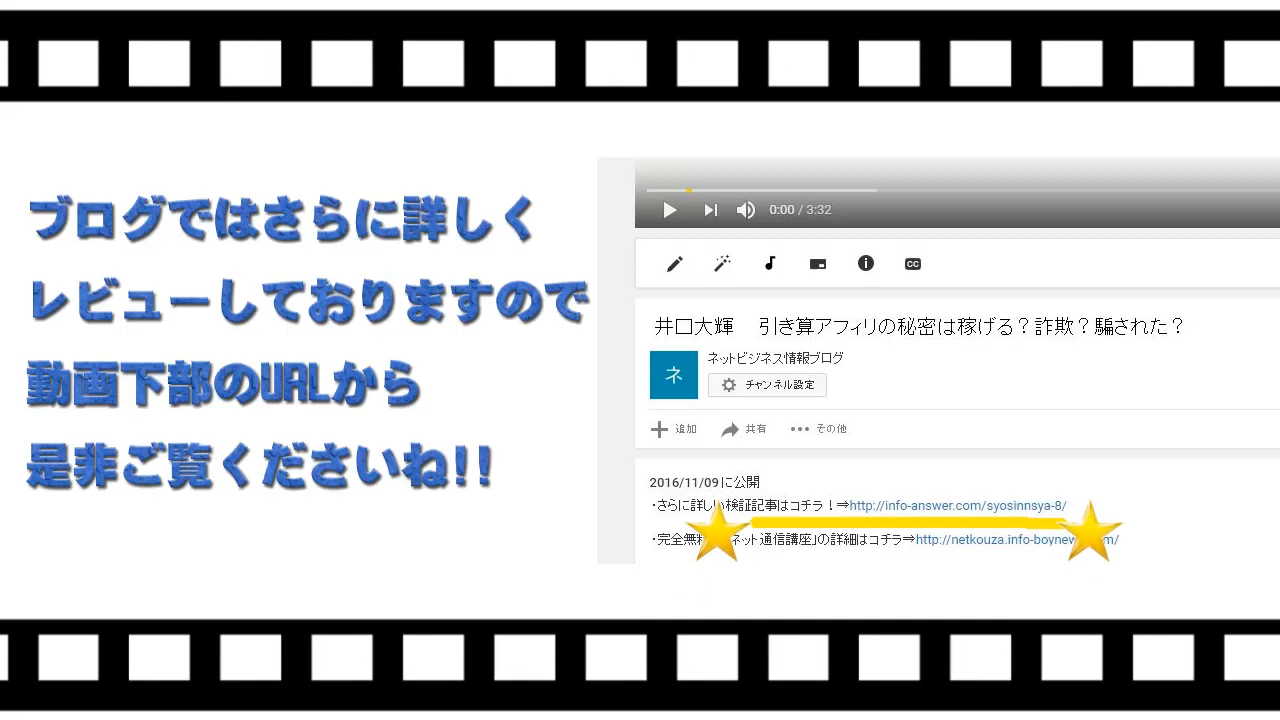 ブログではさらに詳しく
レビューしておりますので
動画下部のURLから
是非ご覧くださいね!!
0:00 / 3:32
CC
井口大輝　引き算アフィリの秘密は稼げる？詐欺？騙された？
ネ
ネットビジネス情報ブログ
チャンネル設定
追加
共有
その他
2016/11/09 に公開
・さらに詳しい検証記事はコチラ！⇒http://info-answer.com/syosinnsya-8/
・完全無 ネット通信講座」の詳細はコチラ⇒http://netkouza.info-boynew m/